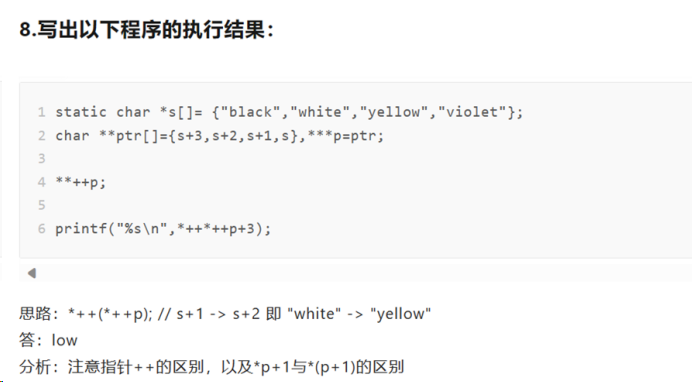 8.写出以下程序的执行结果：
1 static char *s[]= {"black","white","yellow","violet"};
2 char **ptr[]={s+3,s+2,s+1,s},***p=ptr;
3
4 **++p;
5
6 printf("%s\n",*++*++p+3);
思路：*++(*++p); // s+1 -> s+2 即 "white" -> "yellow"
答：low
分析：注意指针++的区别，以及*p+1与*(p+1)的区别